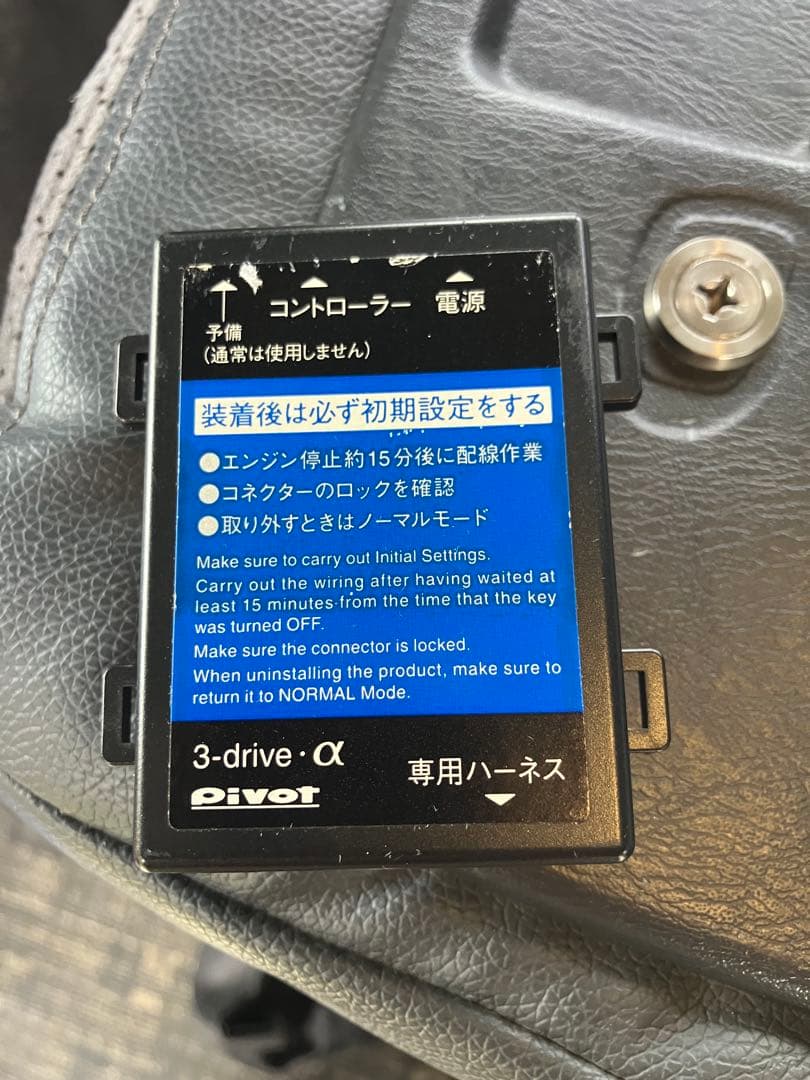 コントローラー 電源
予備
(通常は使用しません)
装着後は必ず初期設定をする
●エンジン停止約15分後に配線作業
●コネクターのロックを確認
●取り外すときはノーマルモード
Make sure to carry out Initial Settings.
Carry out the wiring after having waited at
least 15 minutes from the time that the key
was turned OFF.
Make sure the connector is locked.
When uninstalling the product, make sure to
return it to NORMAL Mode.
3-drive・α
専用ハーネス
Pivot